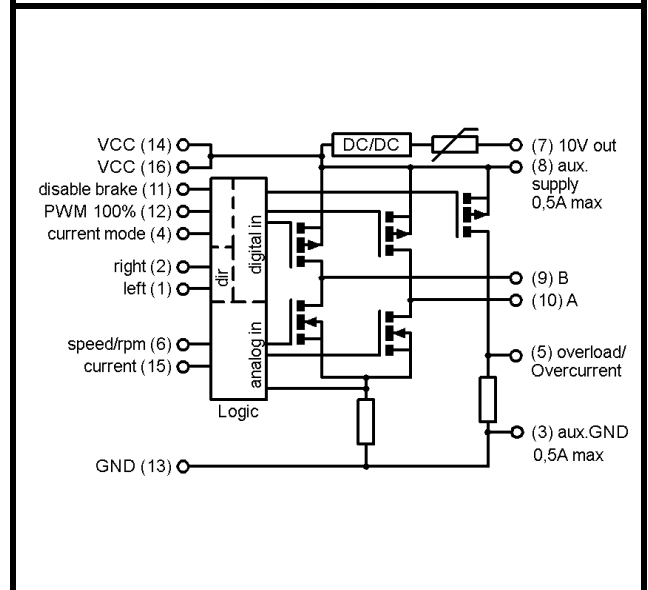 VCC (14)
VCC (16)
disable brake (11)
PWM 100% (12)
current mode (4)
right (2)
left (1)
speed/rpm (6)
current (15)
GND (13)
dir
digital in
analog in
Logic
DC/DC
(7) 10V out
(8) aux.
supply
0,5A max
(9) B
(10) A
(5) overload/
Overcurrent
(3) aux.GND
0,5A max